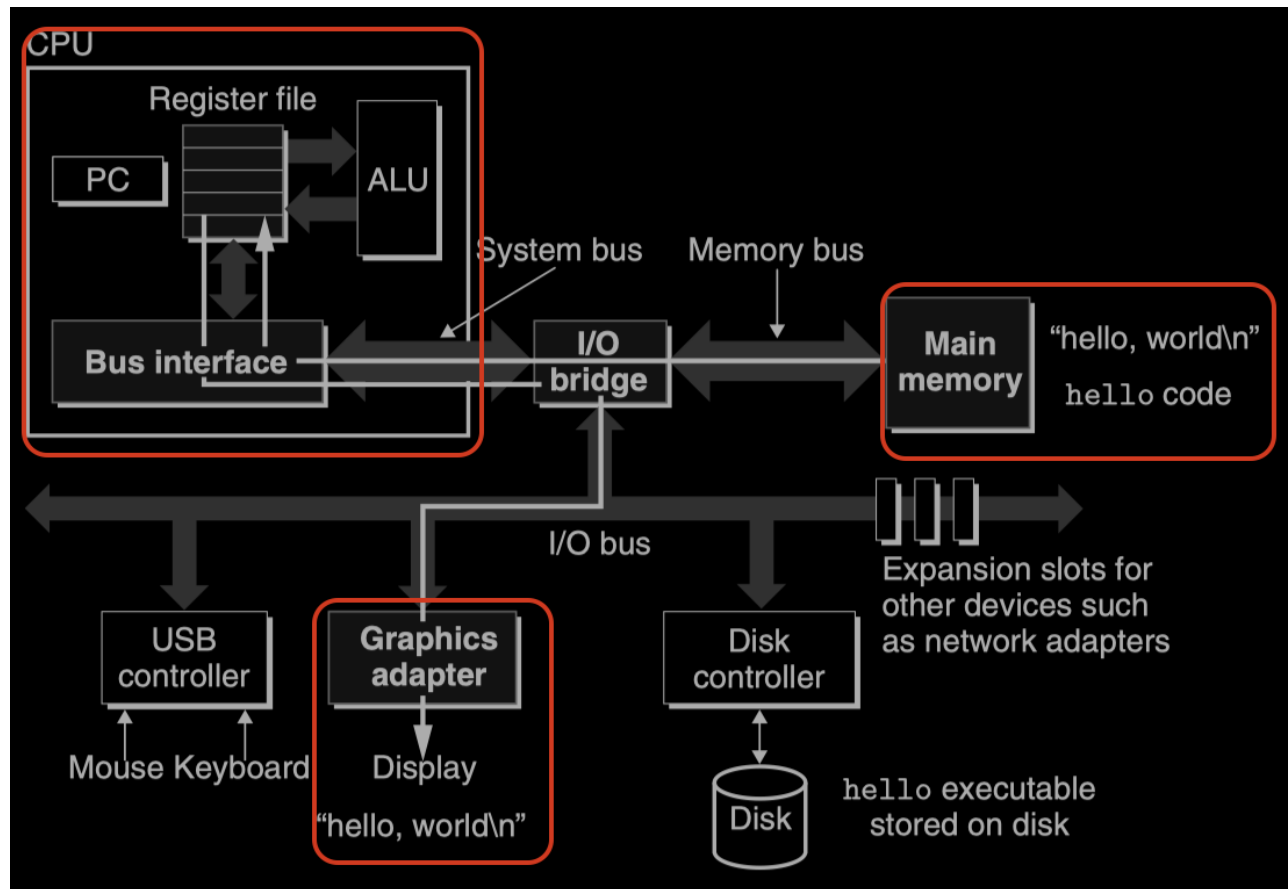 CPU
Register file
PC
ALU
System bus
Memory bus
Bus interface
I/O
bridge
Main
memory
“hello, world\n”
hello code
I/O bus
Expansion slots for
other devices such
as network adapters
USB
controller
Graphics
adapter
Disk
controller
Mouse Keyboard
Display
“hello, world\n”
Disk
hello executable
stored on disk